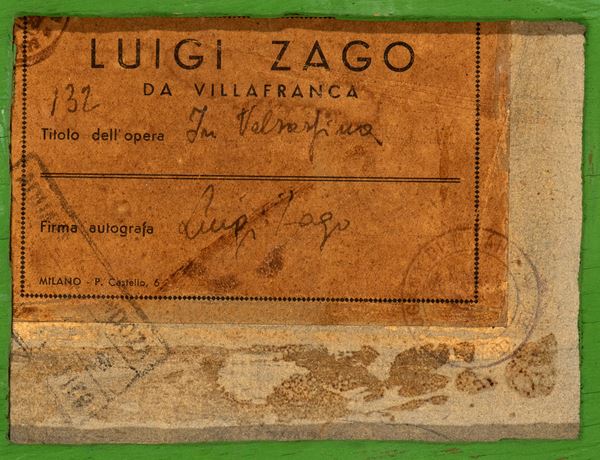 LUIGI ZAGO
DA VILLAFRANCA
132
Titolo dell'opera In Valsassina
Firma autografa Luigi Zago
MILANO - P. Castello, 6